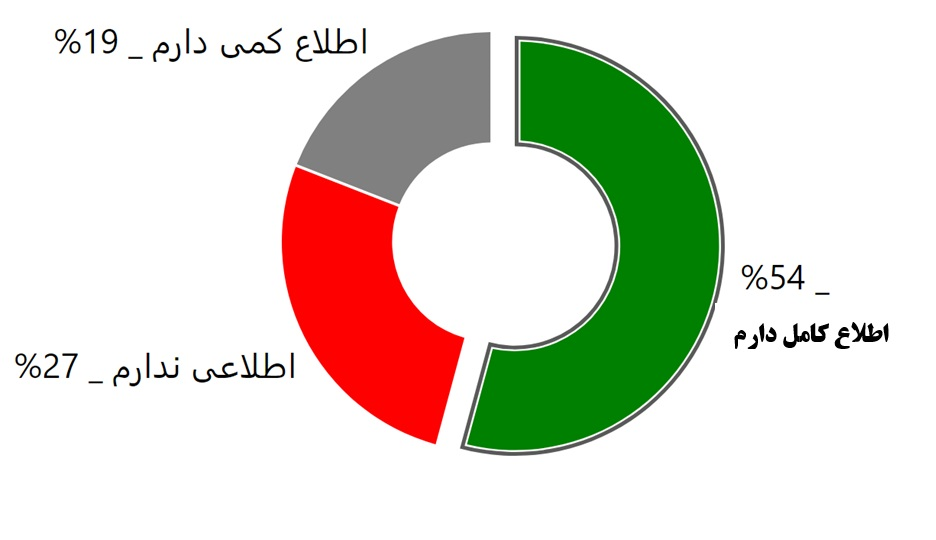 اطلاع کمی دارم _ 19%
54% _
اطلاع کامل دارم
اطلاعی ندارم _ 27%